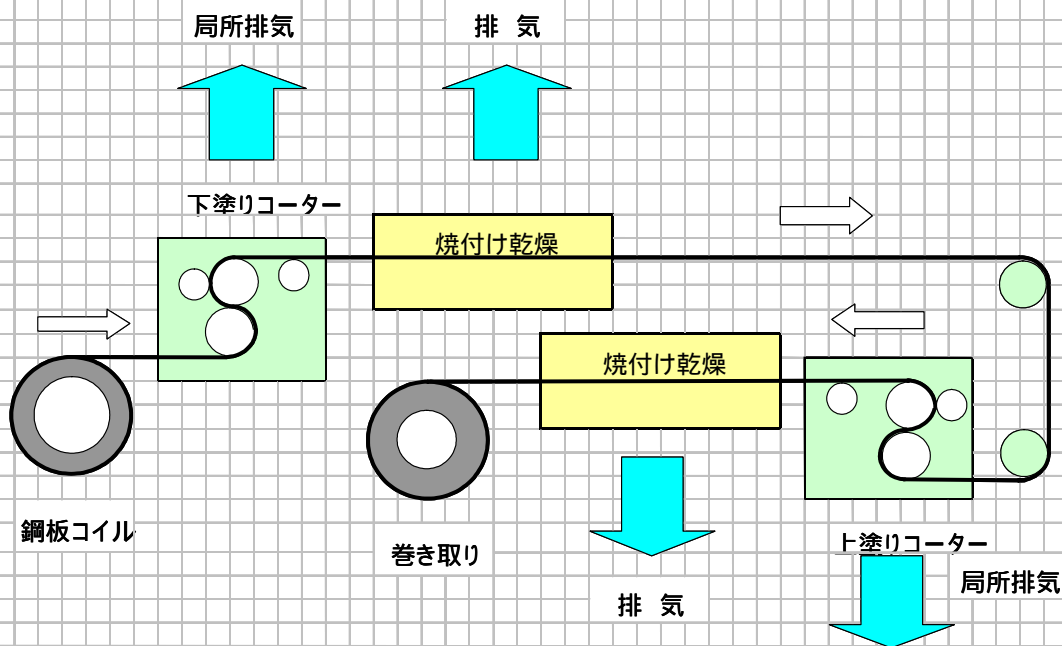 局所排気
排 気
下塗りコーター
焼付け乾燥
焼付け乾燥
鋼板コイル
巻き取り
上塗りコーター
局所排気
排 気